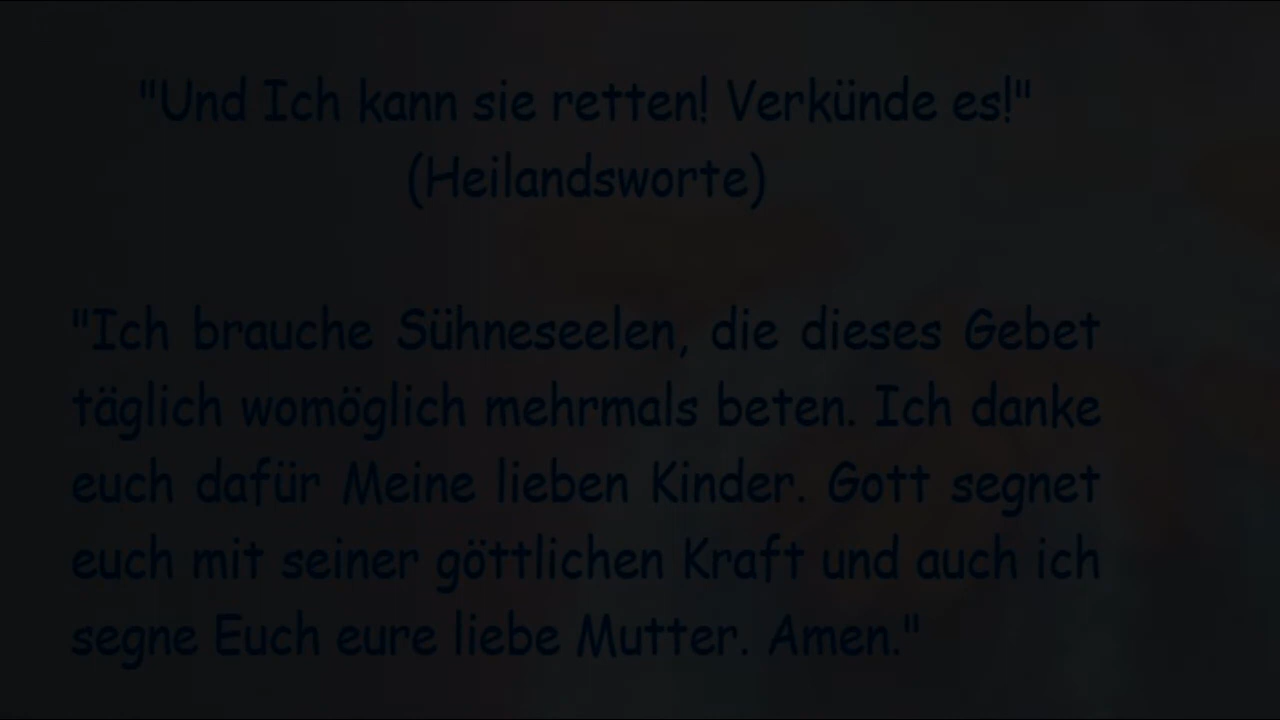 "Und Ich kann sie retten! Verkünde es!"
(Heilandsworte)
"Ich brauche Sühneseelen, die dieses Gebet
täglich womöglich mehrmals beten. Ich danke
euch dafür Meine lieben Kinder. Gott segnet
euch mit seiner göttlichen Kraft und auch ich
segne Euch eure liebe Mutter. Amen."